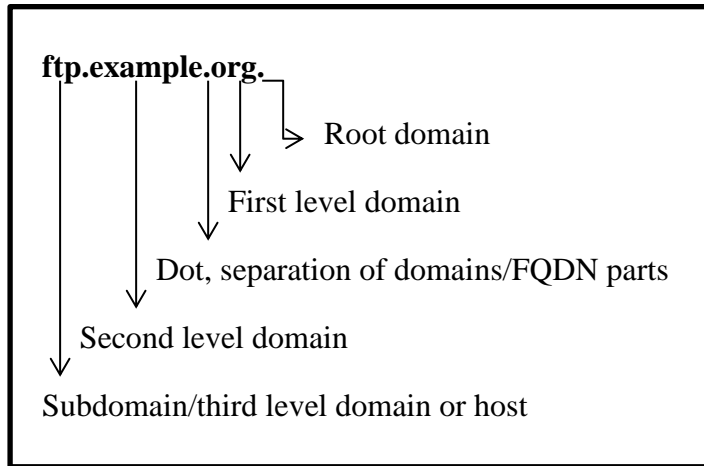 ftp.example.org.
Root domain
First level domain
Dot, separation of domains/FQDN parts
Second level domain
Subdomain/third level domain or host